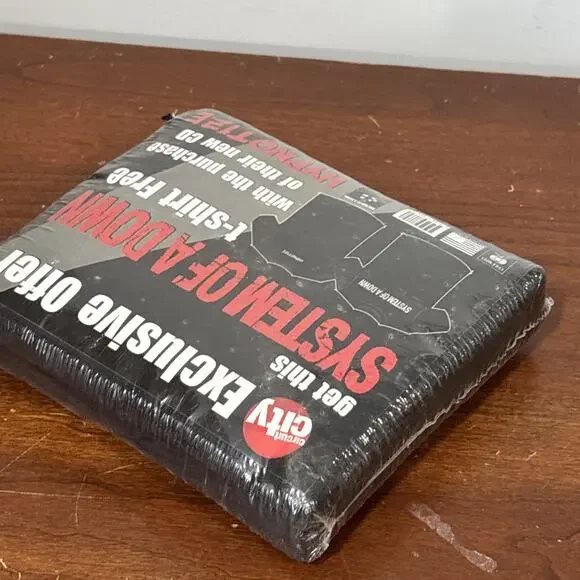 circuit
city
Exclusive Offer
get this
SYSTEM OF A DOWN
t-shirt Free
with the purchase
of their new CD
HYPNOTIZE
SYSTEM OF A DOWN